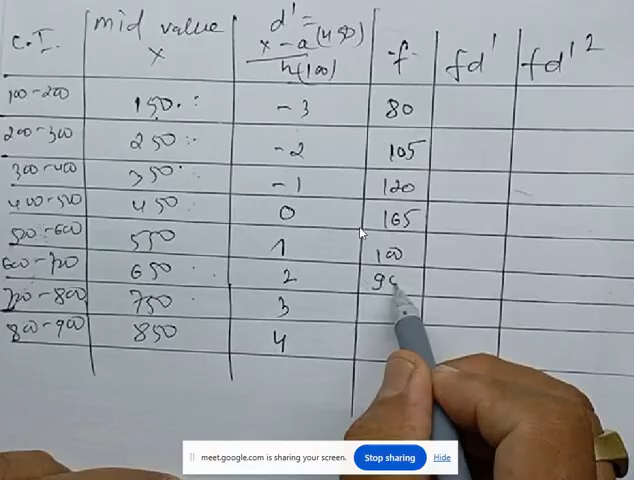 C.I. | mid value x | d' = x - a(450) / h(100) | f | fd' | fd'²
100-200 | 150 | -3 | 80
200-300 | 250 | -2 | 105
300-400 | 350 | -1 | 120
400-500 | 450 | 0 | 165
500-600 | 550 | 1 | 100
600-700 | 650 | 2 | 90
700-800 | 750 | 3
800-900 | 850 | 4
meet.google.com is sharing your screen. Stop sharing Hide